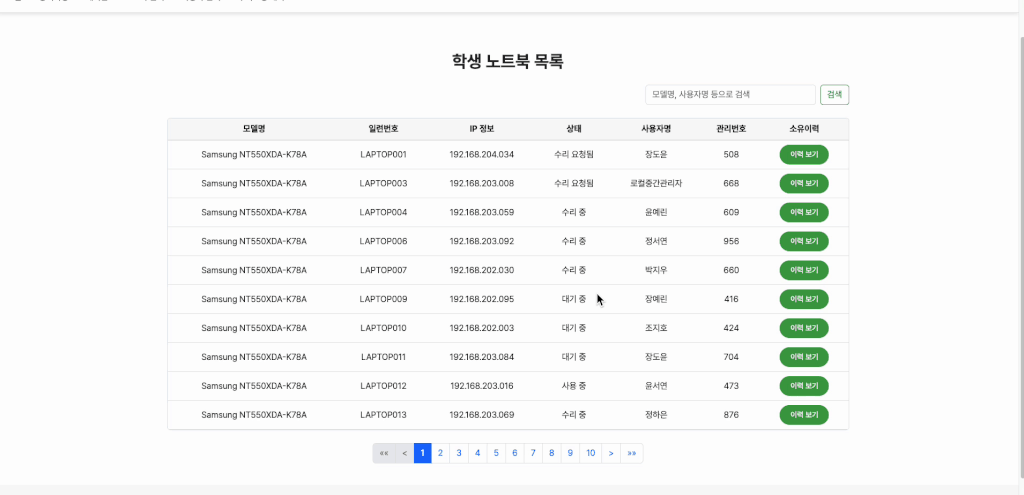 학생 노트북 목록
모델명, 사용자명 등으로 검색 검색
모델명 일련번호 IP 정보 상태 사용자명 관리번호 소유이력
Samsung NT550XDA-K78A LAPTOP001 192.168.204.034 수리 요청됨 장도윤 508 이력 보기
Samsung NT550XDA-K78A LAPTOP003 192.168.203.008 수리 요청됨 로컬중간관리자 668 이력 보기
Samsung NT550XDA-K78A LAPTOP004 192.168.203.059 수리 중 윤예린 609 이력 보기
Samsung NT550XDA-K78A LAPTOP006 192.168.203.092 수리 중 정서연 956 이력 보기
Samsung NT550XDA-K78A LAPTOP007 192.168.202.030 수리 중 박지우 660 이력 보기
Samsung NT550XDA-K78A LAPTOP009 192.168.202.095 대기 중 장예린 416 이력 보기
Samsung NT550XDA-K78A LAPTOP010 192.168.202.003 대기 중 조지호 424 이력 보기
Samsung NT550XDA-K78A LAPTOP011 192.168.203.084 대기 중 장도윤 704 이력 보기
Samsung NT550XDA-K78A LAPTOP012 192.168.203.016 사용 중 윤서연 473 이력 보기
Samsung NT550XDA-K78A LAPTOP013 192.168.203.069 수리 중 정하은 876 이력 보기
«« < 1 2 3 4 5 6 7 8 9 10 > »»